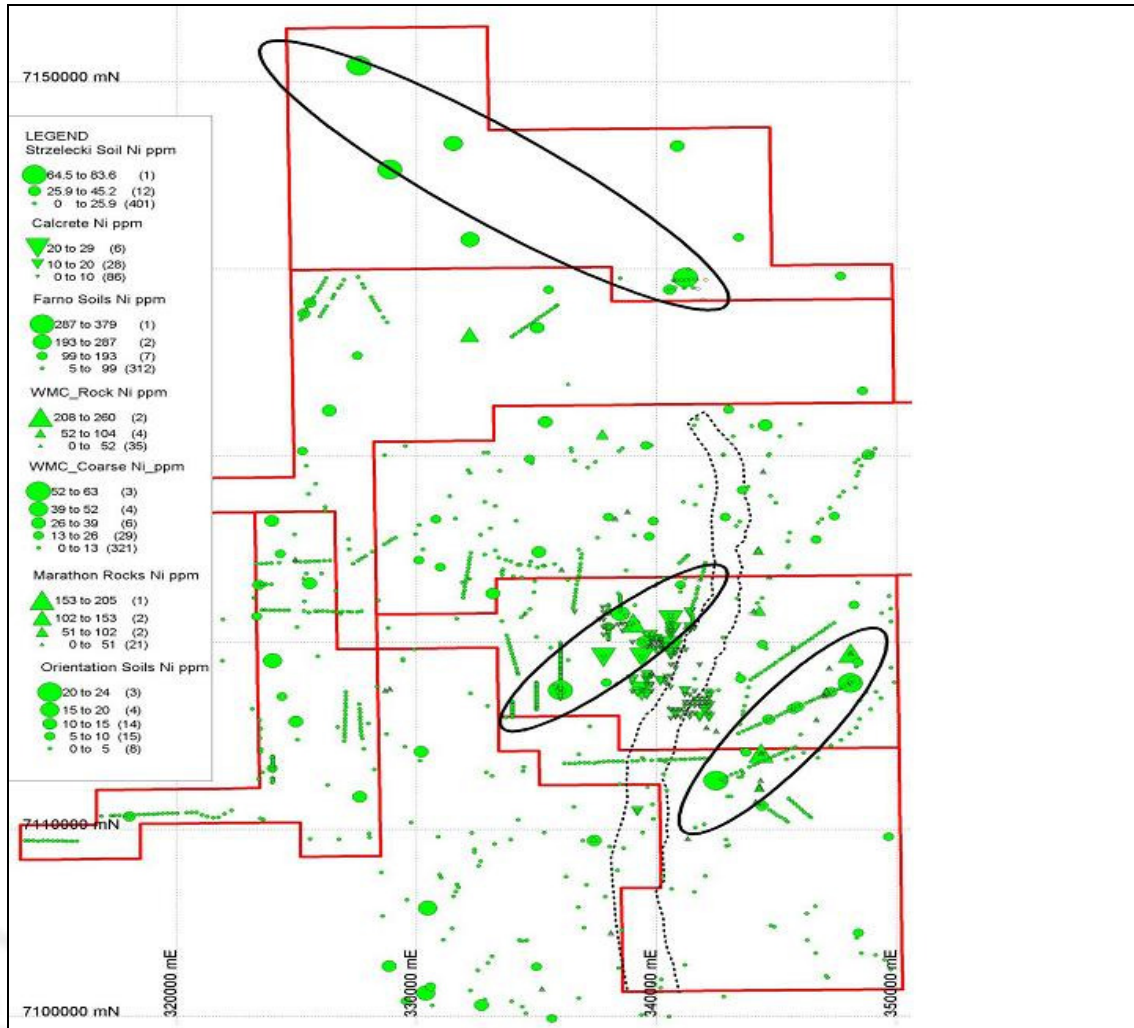 7150000 mN
LEGEND
Strzelecki Soil Ni ppm
64.5 to 83.6 (1)
25.9 to 45.2 (12)
0 to 25.9 (401)
Calcrete Ni ppm
20 to 29 (6)
10 to 20 (28)
0 to 10 (86)
Farno Soils Ni ppm
287 to 379 (1)
193 to 287 (2)
99 to 193 (7)
5 to 99 (312)
WMC_Rock Ni ppm
208 to 260 (2)
52 to 104 (4)
0 to 52 (35)
WMC_Coarse Ni_ppm
52 to 63 (3)
39 to 52 (4)
26 to 39 (6)
13 to 26 (29)
0 to 13 (321)
Marathon Rocks Ni ppm
153 to 205 (1)
102 to 153 (2)
51 to 102 (2)
0 to 51 (21)
Orientation Soils Ni ppm
20 to 24 (3)
15 to 20 (4)
10 to 15 (14)
5 to 10 (15)
0 to 5 (8)
7110000 mN
7100000 mN
320000 mE
330000 mE
340000 mE
350000 mE